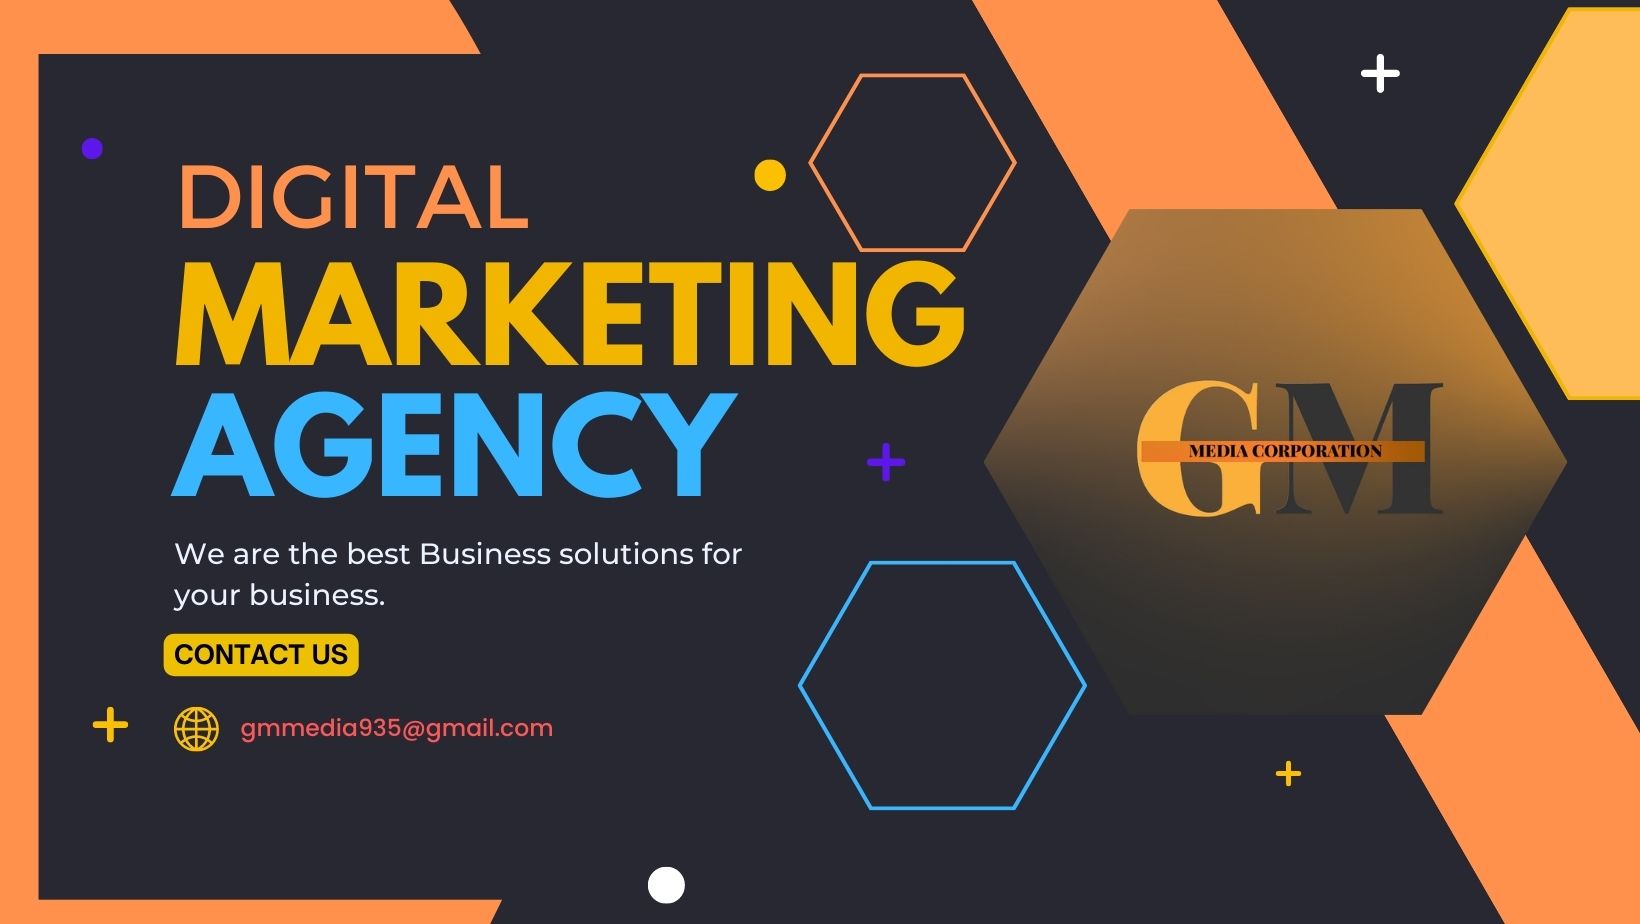 DIGITAL
MARKETING
AGENCY
We are the best Business solutions for
your business.
CONTACT US
gmmedia935@gmail.com
GM
MEDIA CORPORATION